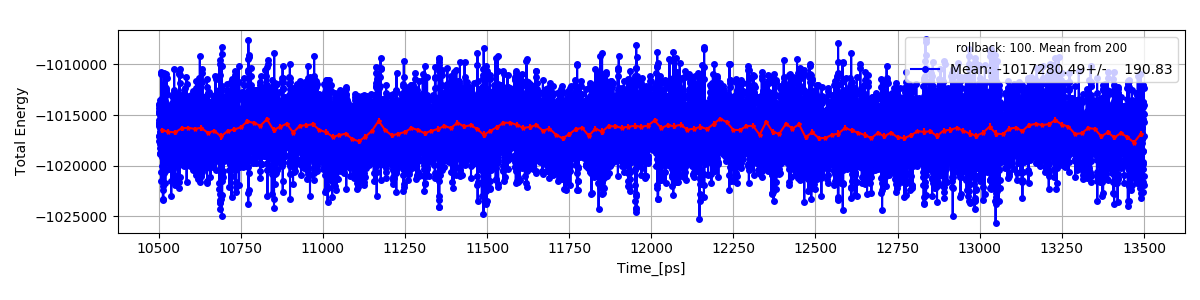 rollback: 100. Mean from 200
Mean: -1017280.49+/-    190.83
Total Energy
−1010000
−1015000
−1020000
−1025000
10500 10750 11000 11250 11500 11750 12000 12250 12500 12750 13000 13250 13500
Time_[ps]